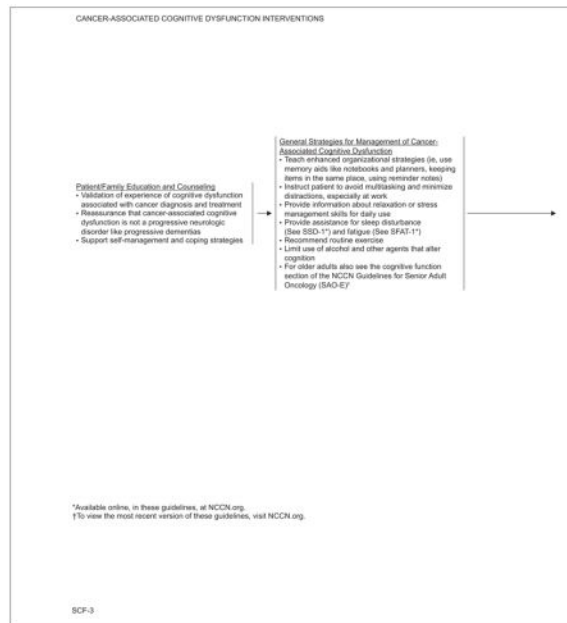 CANCER-ASSOCIATED COGNITIVE DYSFUNCTION INTERVENTIONS
Patient/Family Education and Counseling
• Validation of experience of cognitive dysfunction
associated with cancer diagnosis and treatment
• Reassurance that cancer-associated cognitive
dysfunction is not a progressive neurologic
disorder like progressive dementias
• Support self-management and coping strategies
General Strategies for Management of Cancer-
Associated Cognitive Dysfunction
• Teach enhanced organizational strategies (ie, use
memory aids like notebooks and planners, keeping
items in the same place, using reminder notes)
• Instruct patient to avoid multitasking and minimize
distractions, especially at work
• Provide information about relaxation or stress
management skills for daily use
• Provide assistance for sleep disturbance
(See SSD-1*) and fatigue (See SFAT-1*)
• Recommend routine exercise
• Limit use of alcohol and other agents that alter
cognition
• For older adults also see the cognitive function
section of the NCCN Guidelines for Senior Adult
Oncology (SAO-E)†
*Available online, in these guidelines, at NCCN.org.
†To view the most recent version of these guidelines, visit NCCN.org.
SCF-3